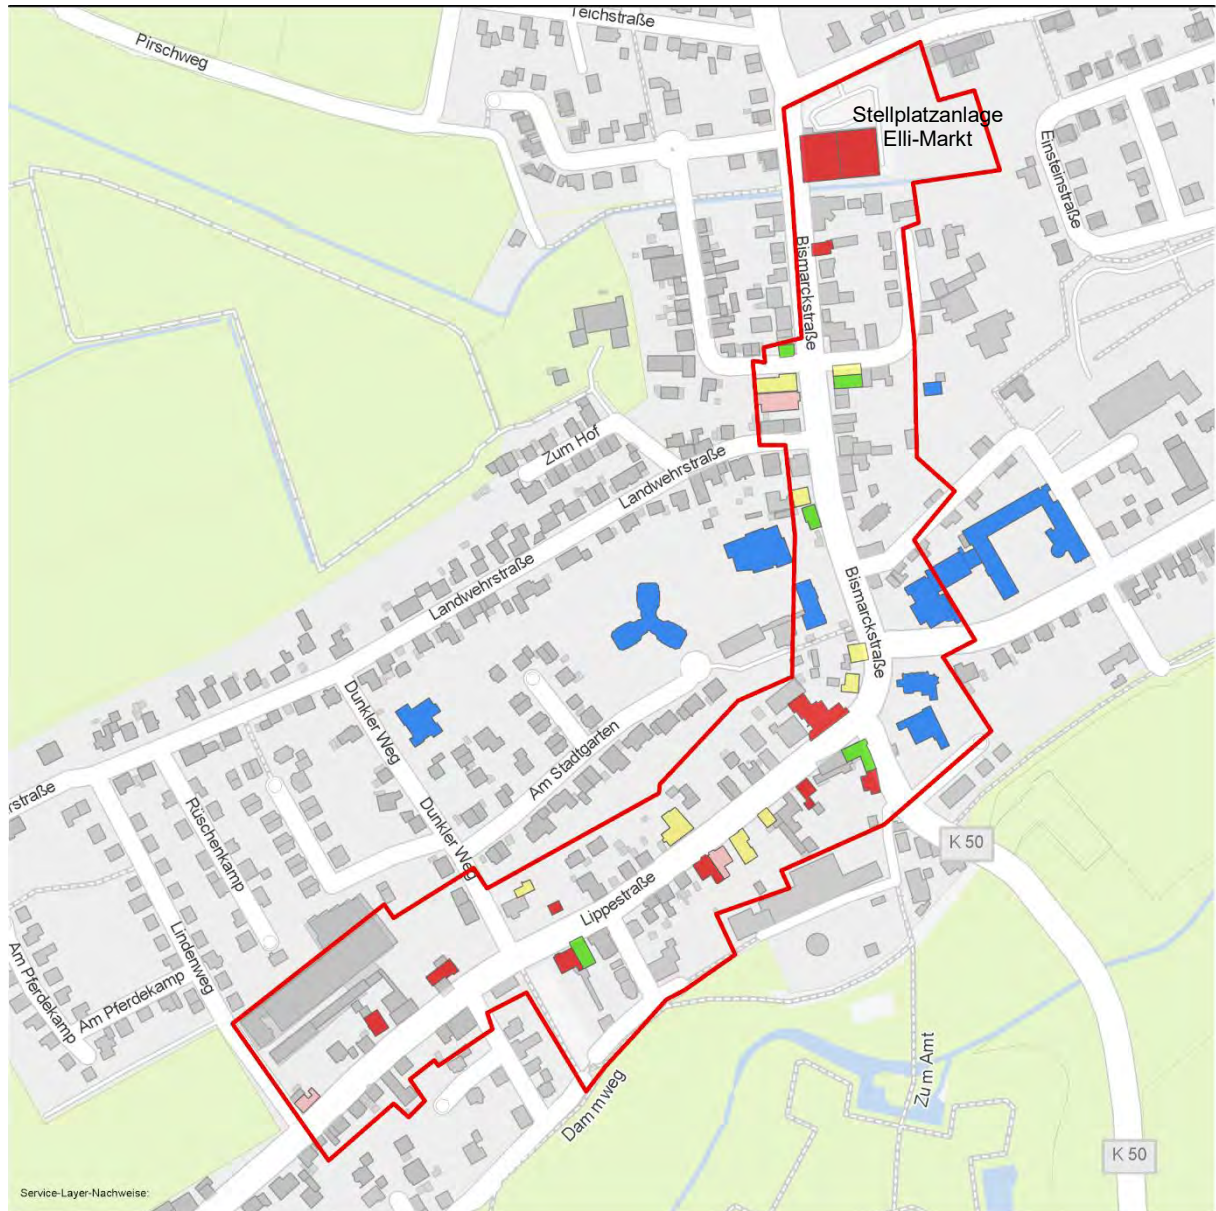 Teichstraße
Pirschweg
Stellplatzanlage
Elli-Markt
Einsteinstraße
Bismarckstraße
Zum Hof
Landwehrstraße
Landwehrstraße
Bismarckstraße
Dunkler Weg
Am Stadtgarten
rstraße
Rüschenkamp
Dunkler Weg
K 50
Lippestraße
Lindenweg
Am Pferdekamp
Am Pferdekamp
Zum Amt
Dammweg
K 50
Service-Layer-Nachweise: